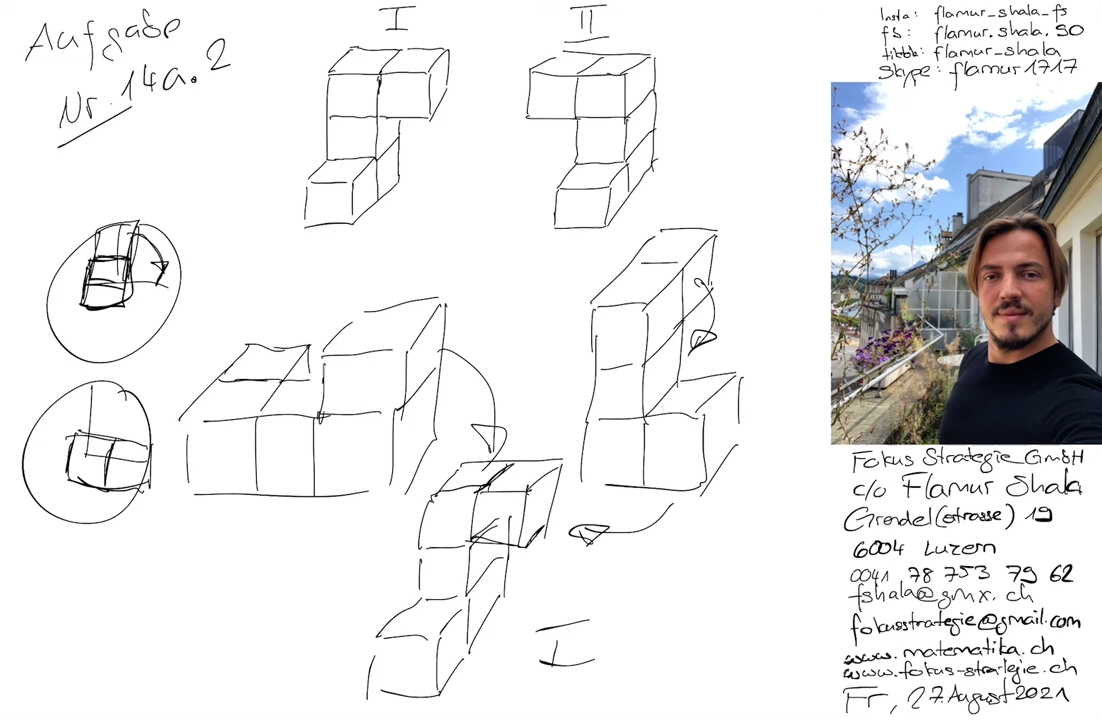 Aufgabe
Nr. 14a.2
I
II
Insta: flamur_shala_fs
fb: flamur.shala.90
tiktok: flamur_shala
Skype: flamur1717
I
Fokus Strategie GmbH
c/o Flamur Shala
Grendel(strasse) 19
6004 Luzern
0041 78 753 79 62
fshala@gmx.ch
fokusstrategie@gmail.com
www.matematika.ch
www.fokus-strategie.ch
Fr, 27.August 2021